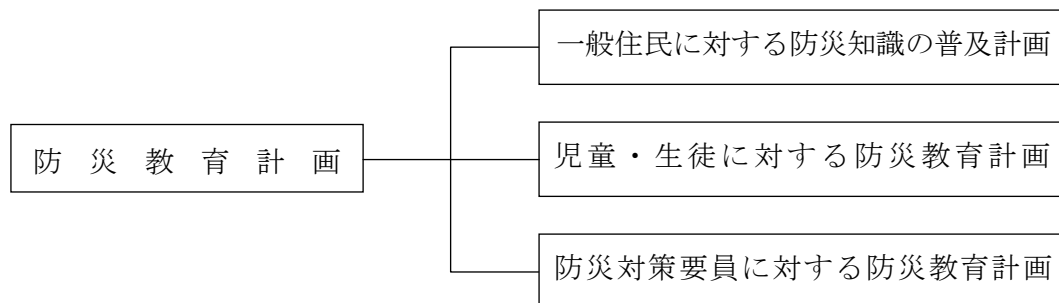 一般住民に対する防災知識の普及計画
防災教育計画
児童・生徒に対する防災教育計画
防災対策要員に対する防災教育計画